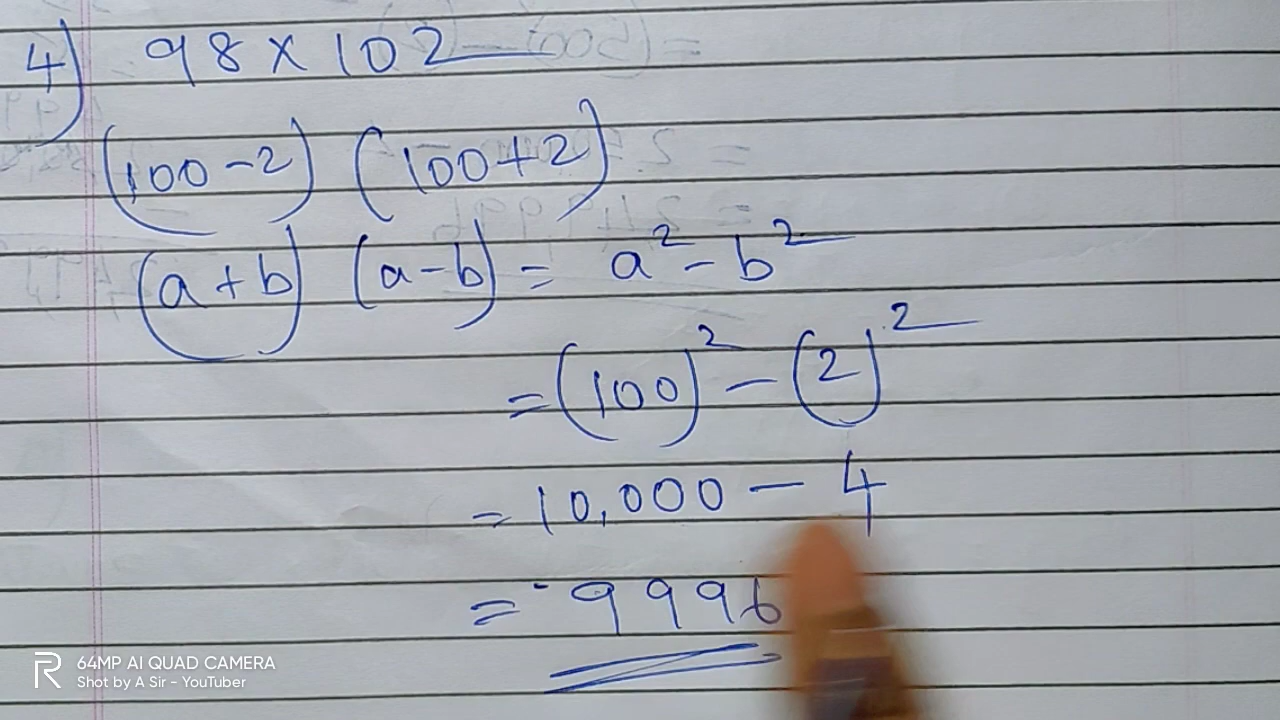 4) 98 × 102
(100 - 2) (100 + 2)
(a + b) (a - b) = a² - b²
= (100)² - (2)²
= 10,000 - 4
= 9996
64MP AI QUAD CAMERA
Shot by A Sir - YouTuber